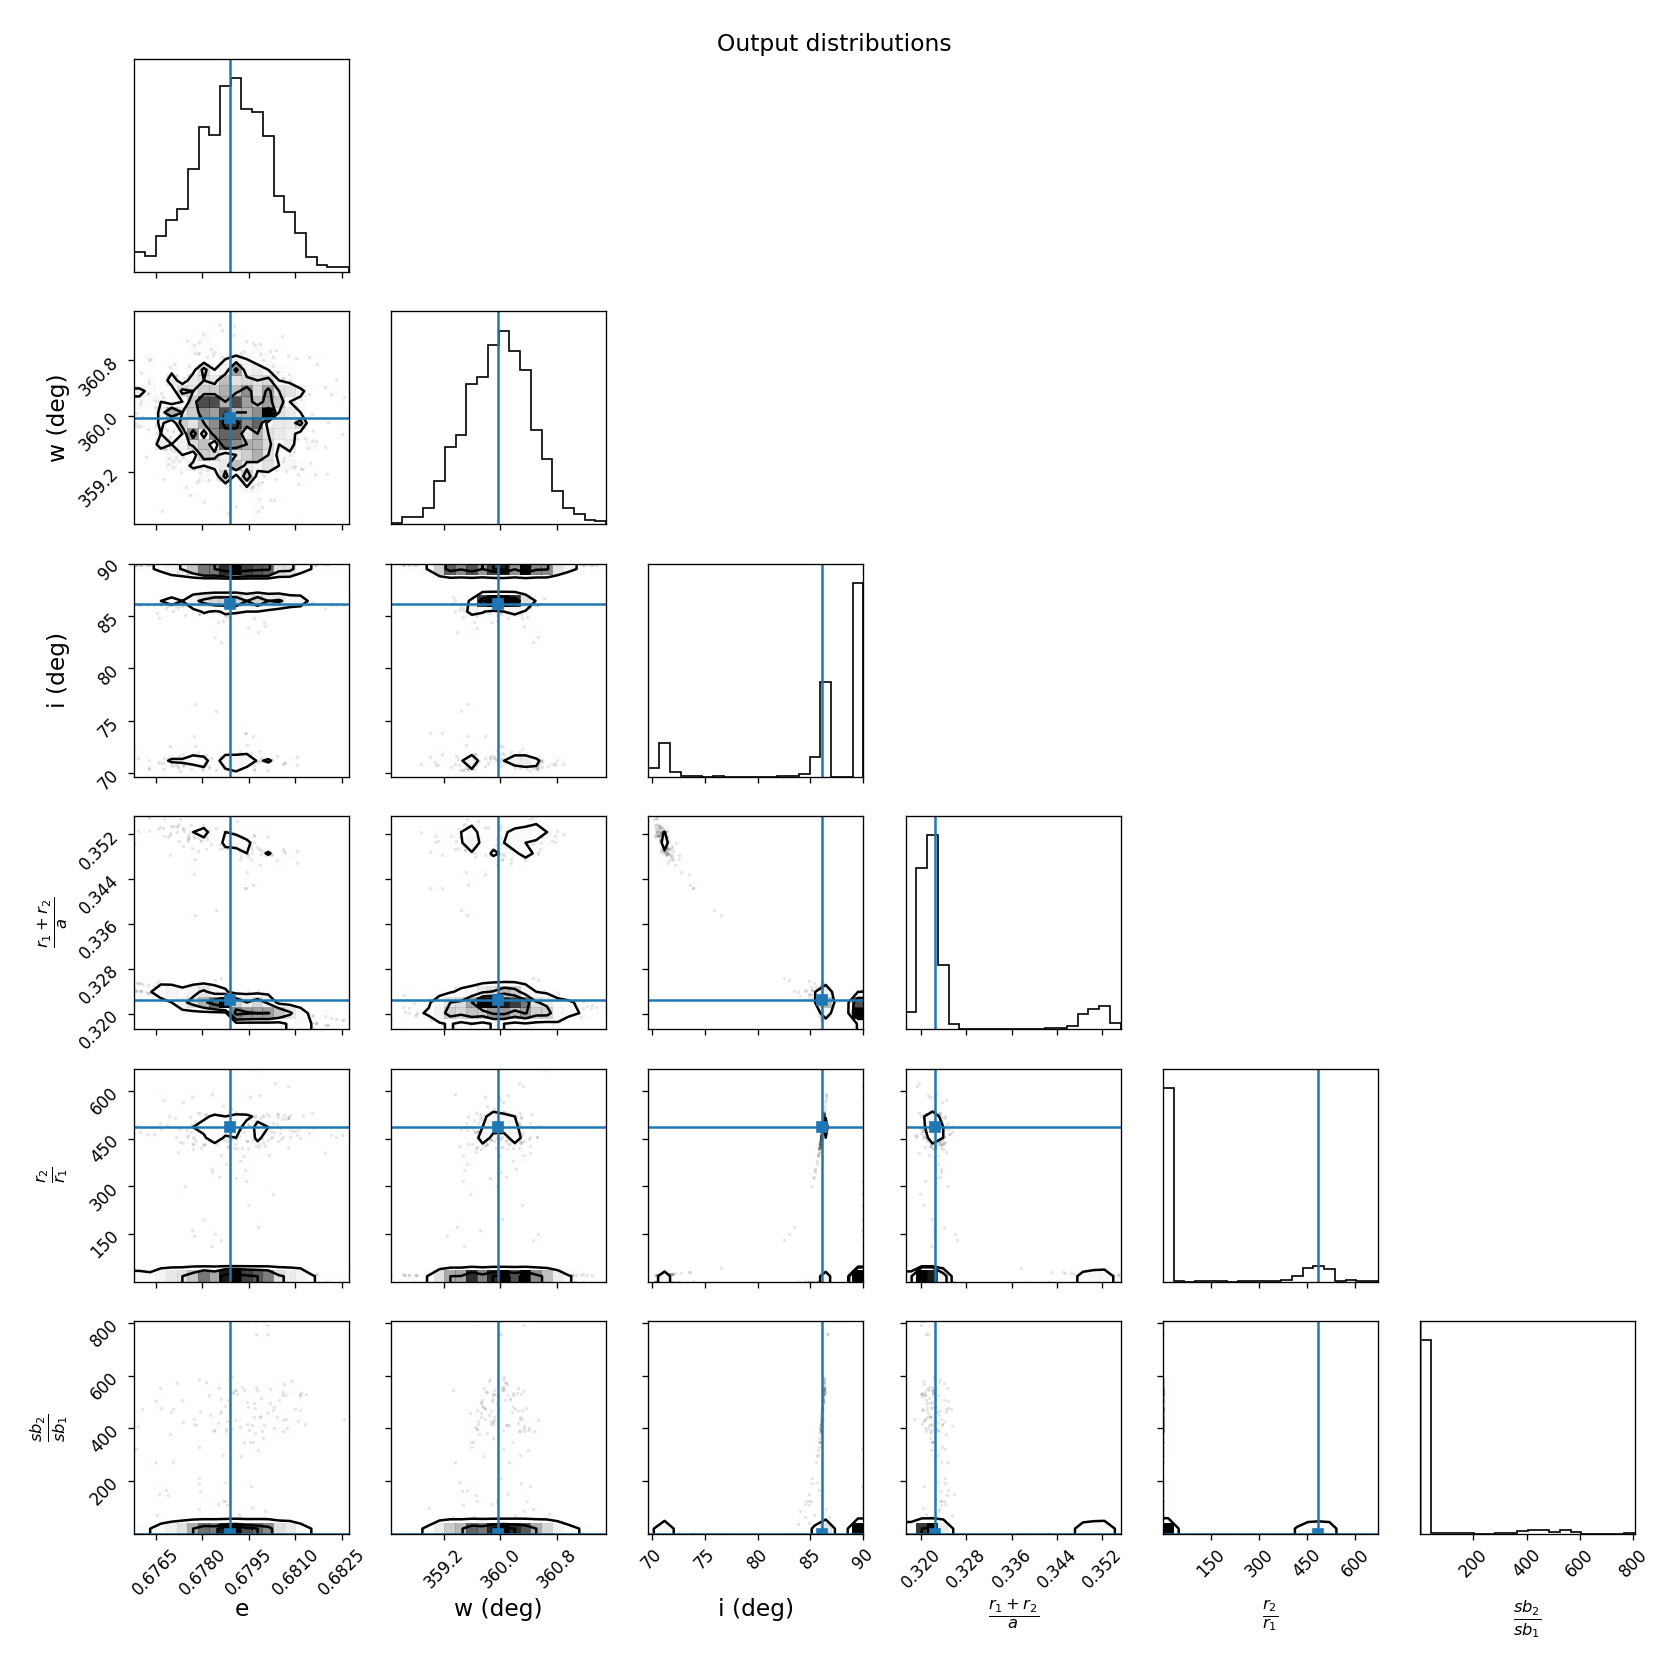 Output distributions
w (deg)
360.8
360.0
359.2
i (deg)
90
85
80
75
70
r₁ + r₂
a
0.352
0.344
0.336
0.328
0.320
r₂
r₁
600
450
300
150
sb₂
sb₁
800
600
400
200
0.6765 0.6780 0.6795 0.6810 0.6825
359.2 360.0 360.8
70 75 80 85 90
0.320 0.328 0.336 0.344 0.352
150 300 450 600
200 400 600 800
e
w (deg)
i (deg)
r₁ + r₂
a
r₂
r₁
sb₂
sb₁